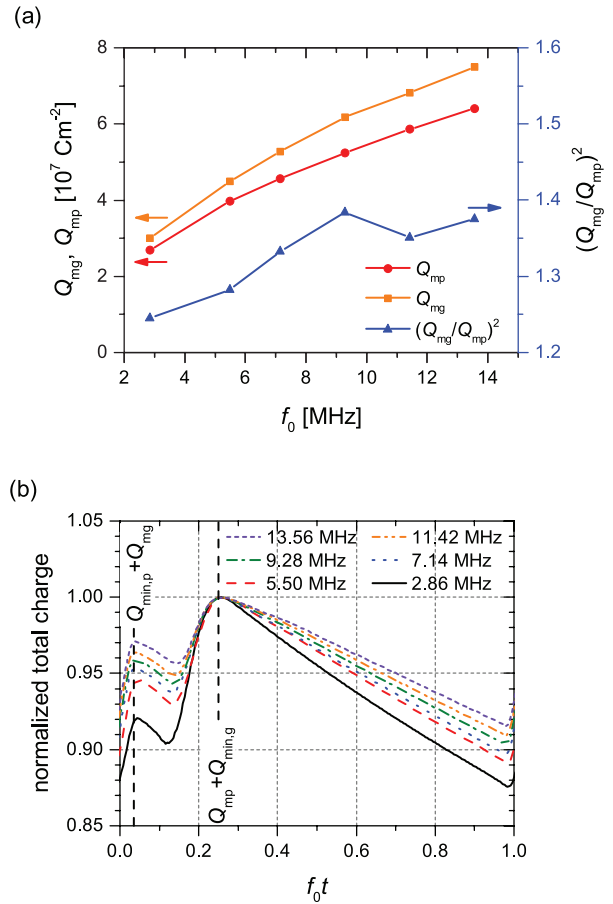 (a)
8
6
4
2
0
Q_mg, Q_mp [10^7 Cm^-2]
1.6
1.5
1.4
1.3
1.2
(Q_mg/Q_mp)^2
Q_mp
Q_mg
(Q_mg/Q_mp)^2
2 4 6 8 10 12 14
f_0 [MHz]
(b)
1.05
1.00
0.95
0.90
0.85
normalized total charge
13.56 MHz 11.42 MHz
9.28 MHz 7.14 MHz
5.50 MHz 2.86 MHz
Q_min,p+Q_mg
Q_mp+Q_min,g
0.0 0.2 0.4 0.6 0.8 1.0
f_0t